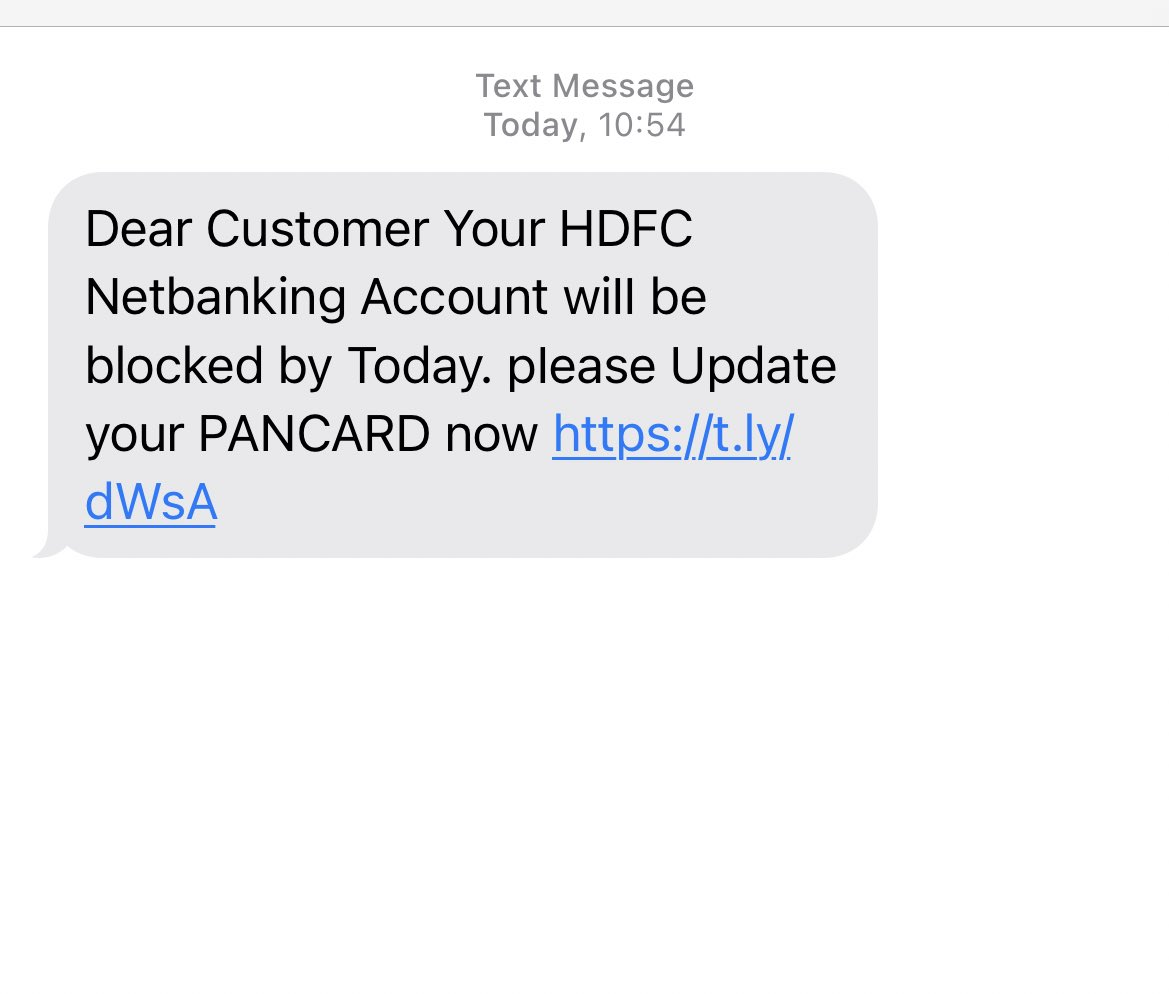 Text Message
Today, 10:54
Dear Customer Your HDFC
Netbanking Account will be
blocked by Today. please Update
your PANCARD now https://t.ly/
dWsA